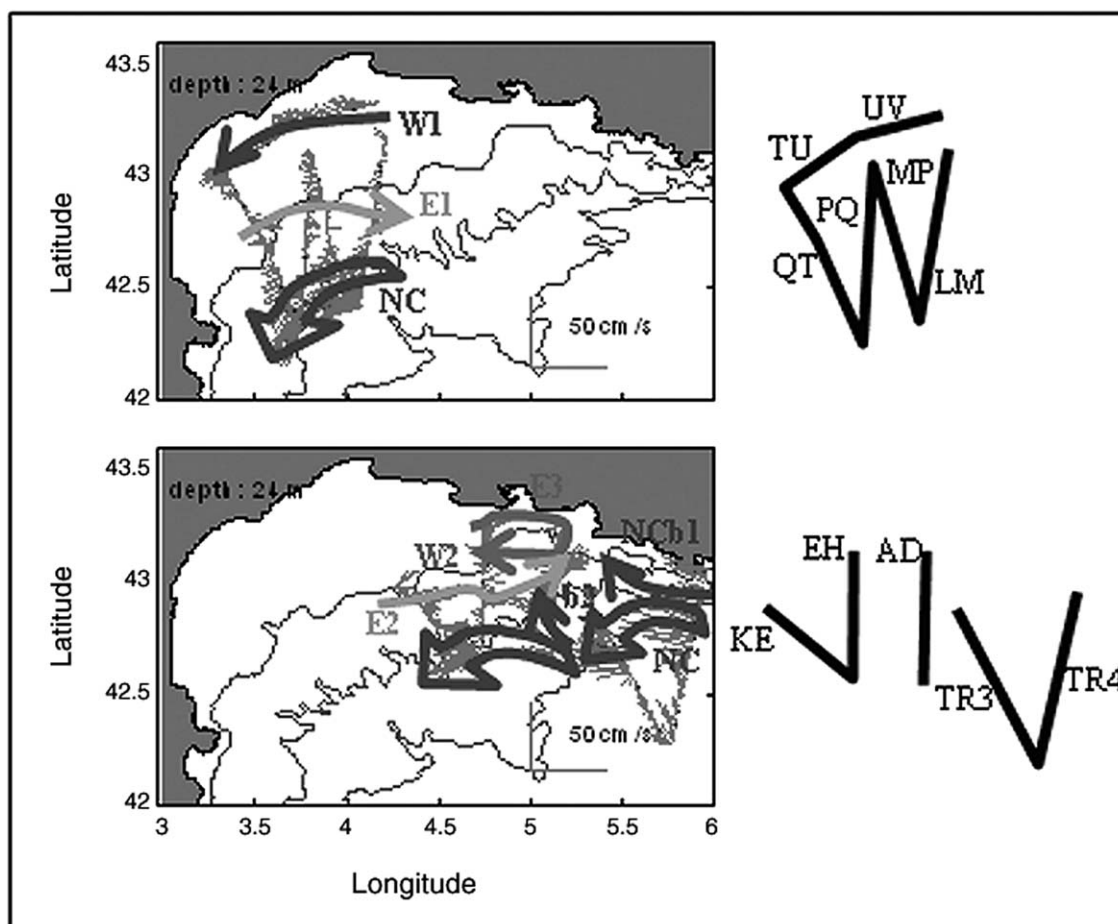 43.5
depth : 24 m
W1
43
E1
Latitude
42.5
NC
50 cm /s
42
UV
TU
MP
PQ
QT
LM
43.5
depth : 24 m
E3
NCb1
W2
43
E2
Latitude
NC
42.5
50 cm /s
42
3 3.5 4 4.5 5 5.5 6
Longitude
EH AD
KE
TR3 TR4